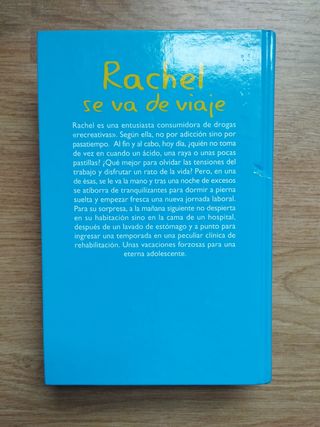 Rachel
se va de viaje
Rachel es una entusiasta consumidora de drogas
«recreativas». Según ella, no por adicción sino por
pasatiempo. Al fin y al cabo, hoy día, ¿quién no toma
de vez en cuando un ácido, una raya o unas pocas
pastillas? ¿Qué mejor para olvidar las tensiones del
trabajo y disfrutar un rato de la vida? Pero, en una
de ésas, se le va la mano y tras una noche de excesos
se atiborra de tranquilizantes para dormir a pierna
suelta y empezar fresca una nueva jornada laboral.
Para su sorpresa, a la mañana siguiente no despierta
en su habitación sino en la cama de un hospital,
después de un lavado de estómago y a punto para
ingresar una temporada en una peculiar clínica de
rehabilitación. Unas vacaciones forzosas para una
eterna adolescente.